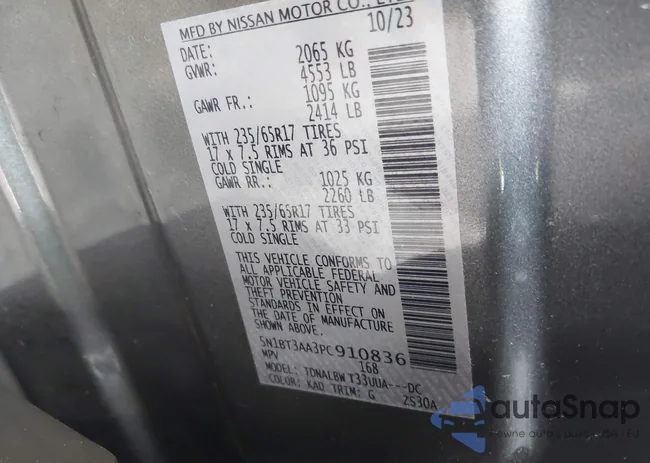 MFD BY NISSAN MOTOR CO.,
DATE: 10/23
GVWR: 2065 KG
4553 LB
GAWR FR.: 1095 KG
2414 LB
WITH 235/65R17 TIRES
17 x 7.5 RIMS AT 36 PSI
COLD SINGLE
GAWR RR.: 1025 KG
2260 LB
WITH 235/65R17 TIRES
17 x 7.5 RIMS AT 33 PSI
COLD SINGLE
THIS VEHICLE CONFORMS TO
ALL APPLICABLE FEDERAL
MOTOR VEHICLE SAFETY AND
THEFT PREVENTION
STANDARDS IN EFFECT ON
THE DATE OF MANUFACTURE
SHOWN ABOVE.
5N1BT3AA3PC910836
MPV 168
MODEL: TDNALBW T33UUA---DC
COLOR: KAD TRIM: G 2S30A
autoSnap